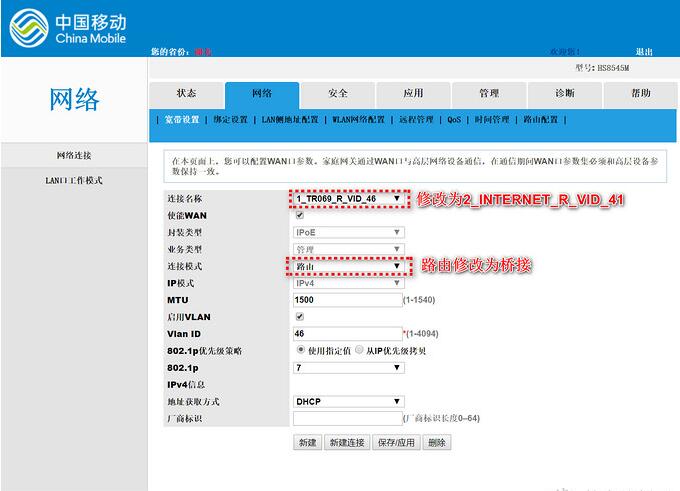 中国移动
China Mobile
您的省份：
欢迎您！
退出
型号: HS8545M
网络
状态 网络 安全 应用 管理 诊断 帮助
| 宽带设置 | 绑定设置 | LAN侧地址配置 | WLAN网络配置 | 远程管理 | QoS | 时间管理 | 路由配置 |
网络连接
LAN口工作模式
在本页面上，您可以配置WAN口参数。家庭网关通过WAN口与高层网络设备通信，在通信期间WAN口参数集必须和高层设备参
数保持一致。
连接名称 1_TR069_R_VID_46 修改为2_INTERNET_R_VID_41
使能WAN
封装类型 IPoE
业务类型 管理
连接模式 路由 路由修改为桥接
IP模式 IPv4
MTU 1500 (1-1540)
启用VLAN
Vlan ID 46 *(1-4094)
802.1p优先级策略 使用指定值 从IP优先级拷贝
802.1p 7
IPv4信息
地址获取方式 DHCP
厂商标识 (厂商标识长度0–64)
新建 新建连接 保存/应用 删除